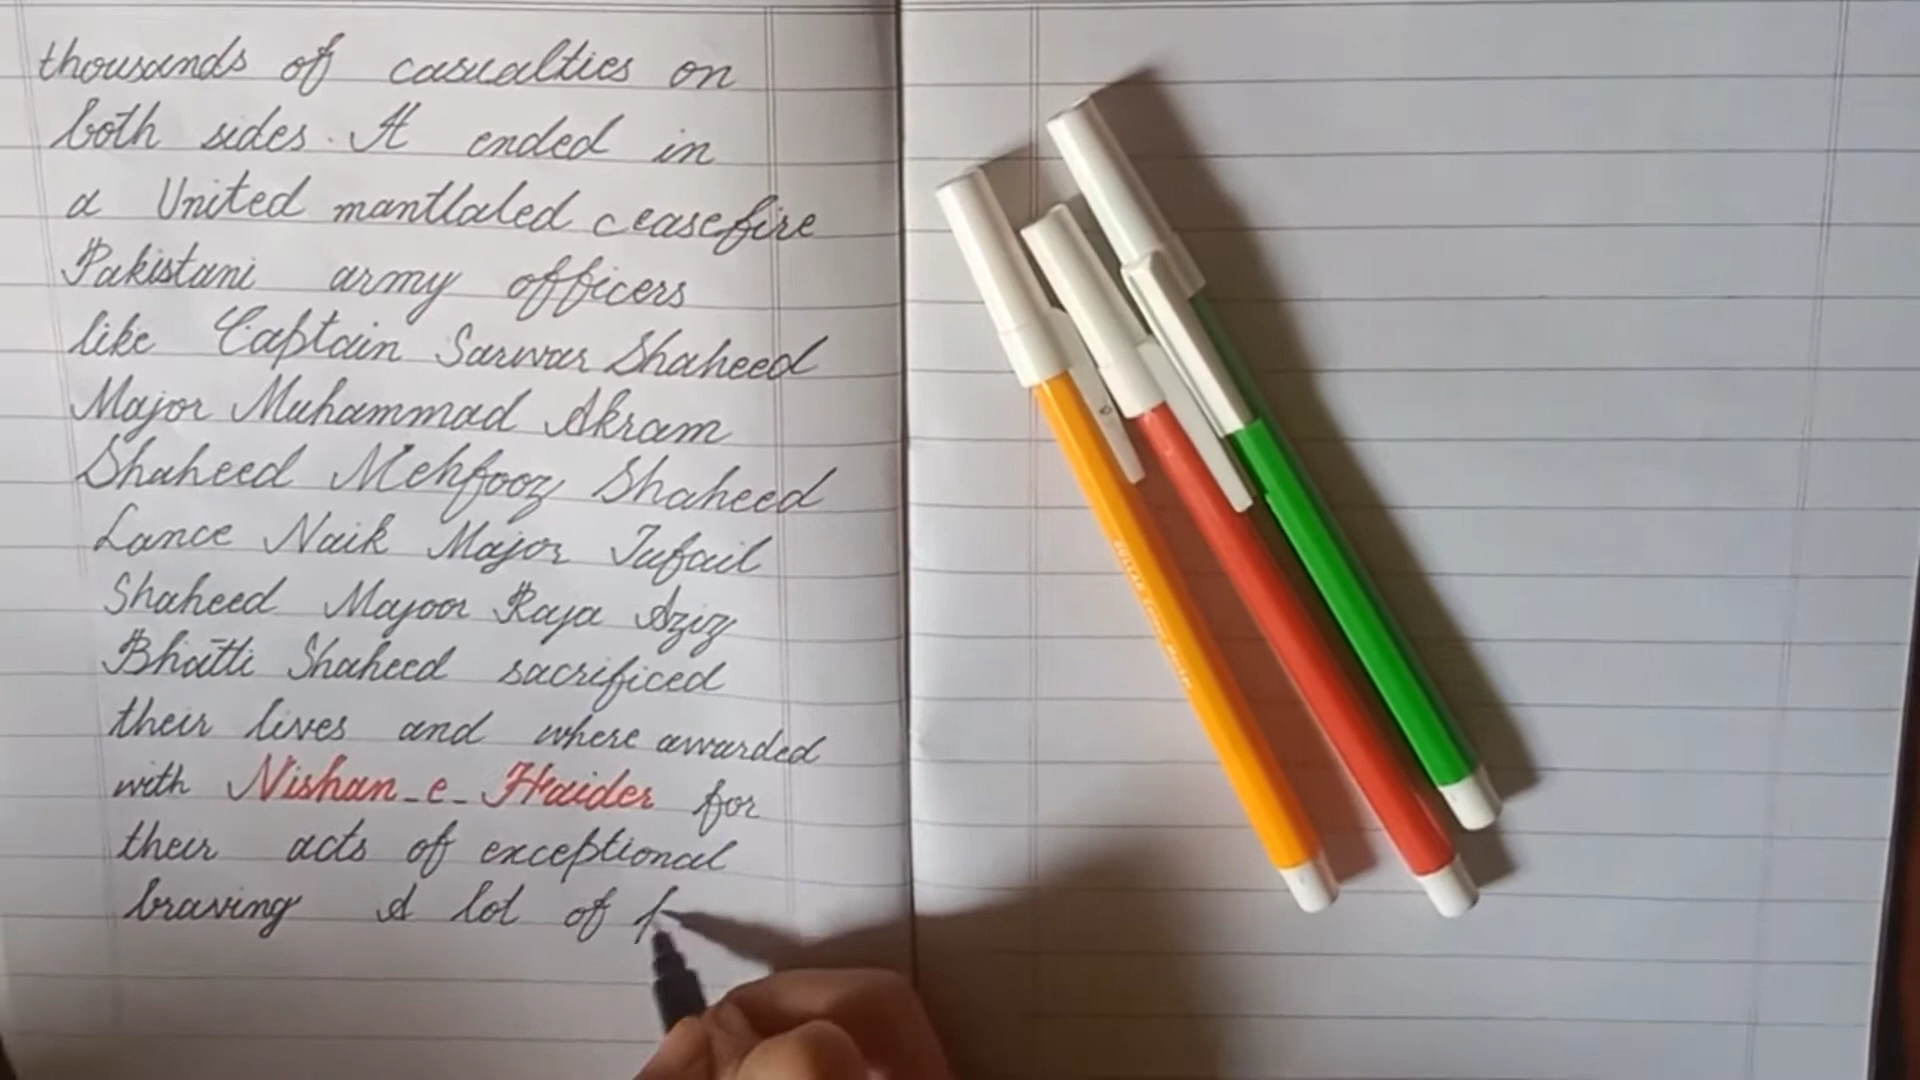 thousands of casualties on
both sides. It ended in
a United mantlaled ceasefire
Pakistani army officers
like Captain Sarwar Shaheed
Major Muhammad Akram
Shaheed Mehfooz Shaheed
Lance Naik Major Tufail
Shaheed Mayoor Raja Aziz
Bhatti Shaheed sacrificed
their lives and where awarded
with Nishan-e-Haider for
their acts of exceptional
braving A lot of